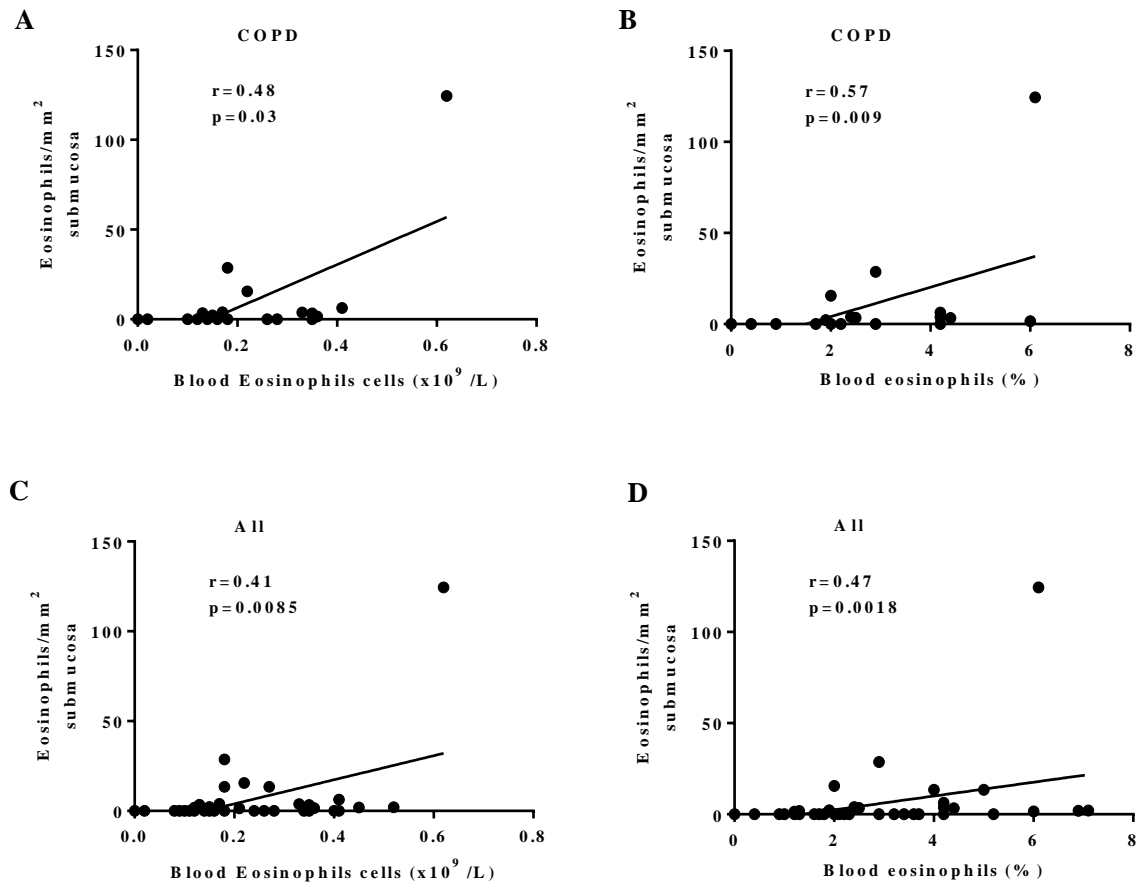 A
COPD
r=0.48
p=0.03
150
100
50
0
Eosinophils/mm²
submucosa
0.0 0.2 0.4 0.6 0.8
Blood Eosinophils cells (x10⁹ /L)
B
COPD
r=0.57
p=0.009
150
100
50
0
Eosinophils/mm²
submucosa
0 2 4 6 8
Blood eosinophils (%)
C
All
r=0.41
p=0.0085
150
100
50
0
Eosinophils/mm²
submucosa
0.0 0.2 0.4 0.6 0.8
Blood Eosinophils cells (x10⁹ /L)
D
All
r=0.47
p=0.0018
150
100
50
0
Eosinophils/mm²
submucosa
0 2 4 6 8
Blood eosinophils (%)